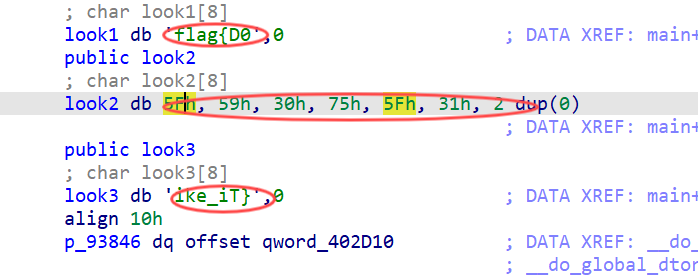 ; char look1[8]
look1 db 'flag{D0',0 ; DATA XREF: main+
public look2
; char look2[8]
look2 db 5Fh, 59h, 30h, 75h, 5Fh, 31h, 2 dup(0)
; DATA XREF: main+
public look3
; char look3[8]
look3 db 'ike_iT}',0 ; DATA XREF: main+
align 10h
p_93846 dq offset qword_402D10 ; DATA XREF: __do_
; __do_global_dtor